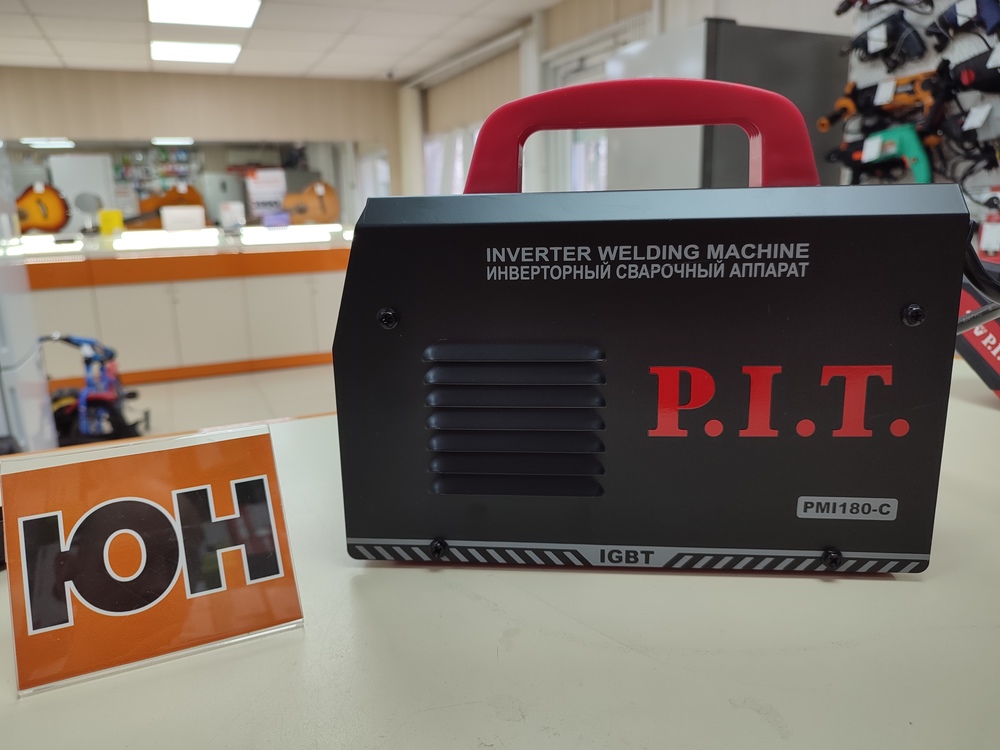 INVERTER WELDING MACHINE
ИНВЕРТОРНЫЙ СВАРОЧНЫЙ АППАРАТ
P.I.T.
PMI180-C
IGBT
ЮН